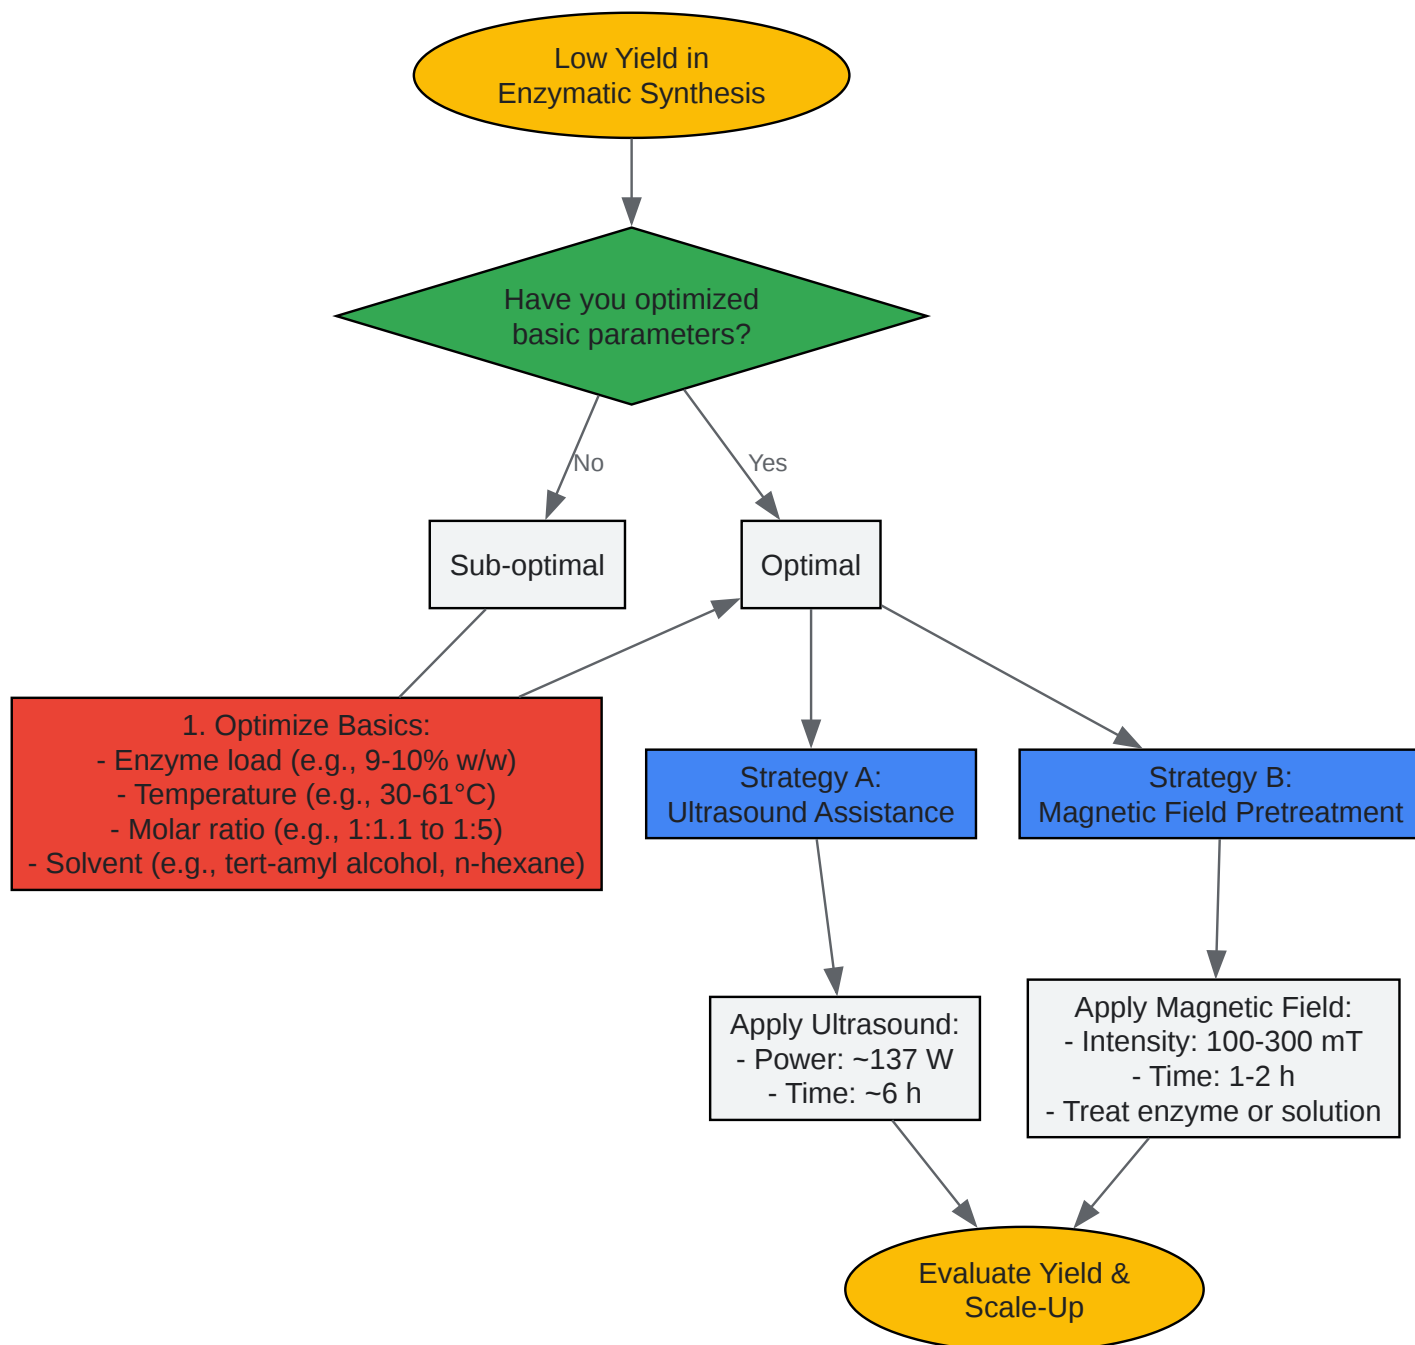 Low Yield in
Enzymatic Synthesis
Have you optimized
basic parameters?
No
Yes
Sub-optimal
Optimal
1. Optimize Basics:
- Enzyme load (e.g., 9-10% w/w)
- Temperature (e.g., 30-61°C)
- Molar ratio (e.g., 1:1.1 to 1:5)
- Solvent (e.g., tert-amyl alcohol, n-hexane)
Strategy A:
Ultrasound Assistance
Strategy B:
Magnetic Field Pretreatment
Apply Ultrasound:
- Power: ~137 W
- Time: ~6 h
Apply Magnetic Field:
- Intensity: 100-300 mT
- Time: 1-2 h
- Treat enzyme or solution
Evaluate Yield &
Scale-Up